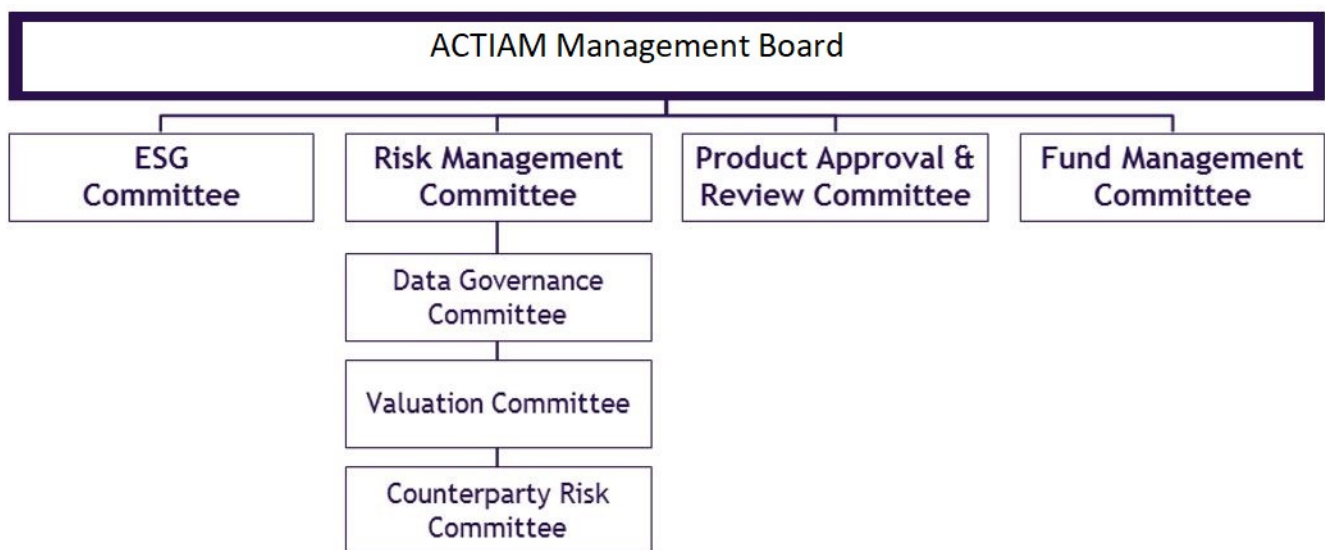 ACTIAM Management Board
ESG
Committee
Risk Management
Committee
Product Approval &
Review Committee
Fund Management
Committee
Data Governance
Committee
Valuation Committee
Counterparty Risk
Committee